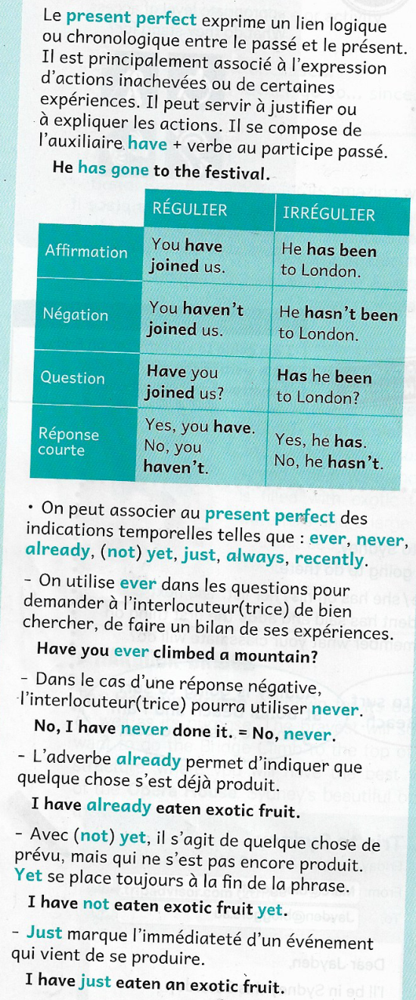 Le present perfect exprime un lien logique
ou chronologique entre le passé et le présent.
Il est principalement associé à l'expression
d'actions inachevées ou de certaines
expériences. Il peut servir à justifier ou
à expliquer les actions. Il se compose de
l'auxiliaire have + verbe au participe passé.
He has gone to the festival.
RÉGULIER IRRÉGULIER
Affirmation
You have
joined us.
He has been
to London.
Négation
You haven't
joined us.
He hasn't been
to London.
Question
Have you
joined us?
Has he been
to London?
Réponse
courte
Yes, you have.
No, you
haven't.
Yes, he has.
No, he hasn't.
• On peut associer au present perfect des
indications temporelles telles que : ever, never,
already, (not) yet, just, always, recently.
– On utilise ever dans les questions pour
demander à l'interlocuteur(trice) de bien
chercher, de faire un bilan de ses expériences.
Have you ever climbed a mountain?
– Dans le cas d'une réponse négative,
l'interlocuteur(trice) pourra utiliser never.
No, I have never done it. = No, never.
– L'adverbe already permet d'indiquer que
quelque chose s'est déjà produit:
I have already eaten exotic fruit.
– Avec (not) yet, il s'agit de quelque chose de
prévu, mais qui ne s'est pas encore produit.
Yet se place toujours à la fin de la phrase.
I have not eaten exotic fruit yet.
– Just marque l'immédiateté d'un événement
qui vient de se produire.
I have just eaten an exotic fruit.